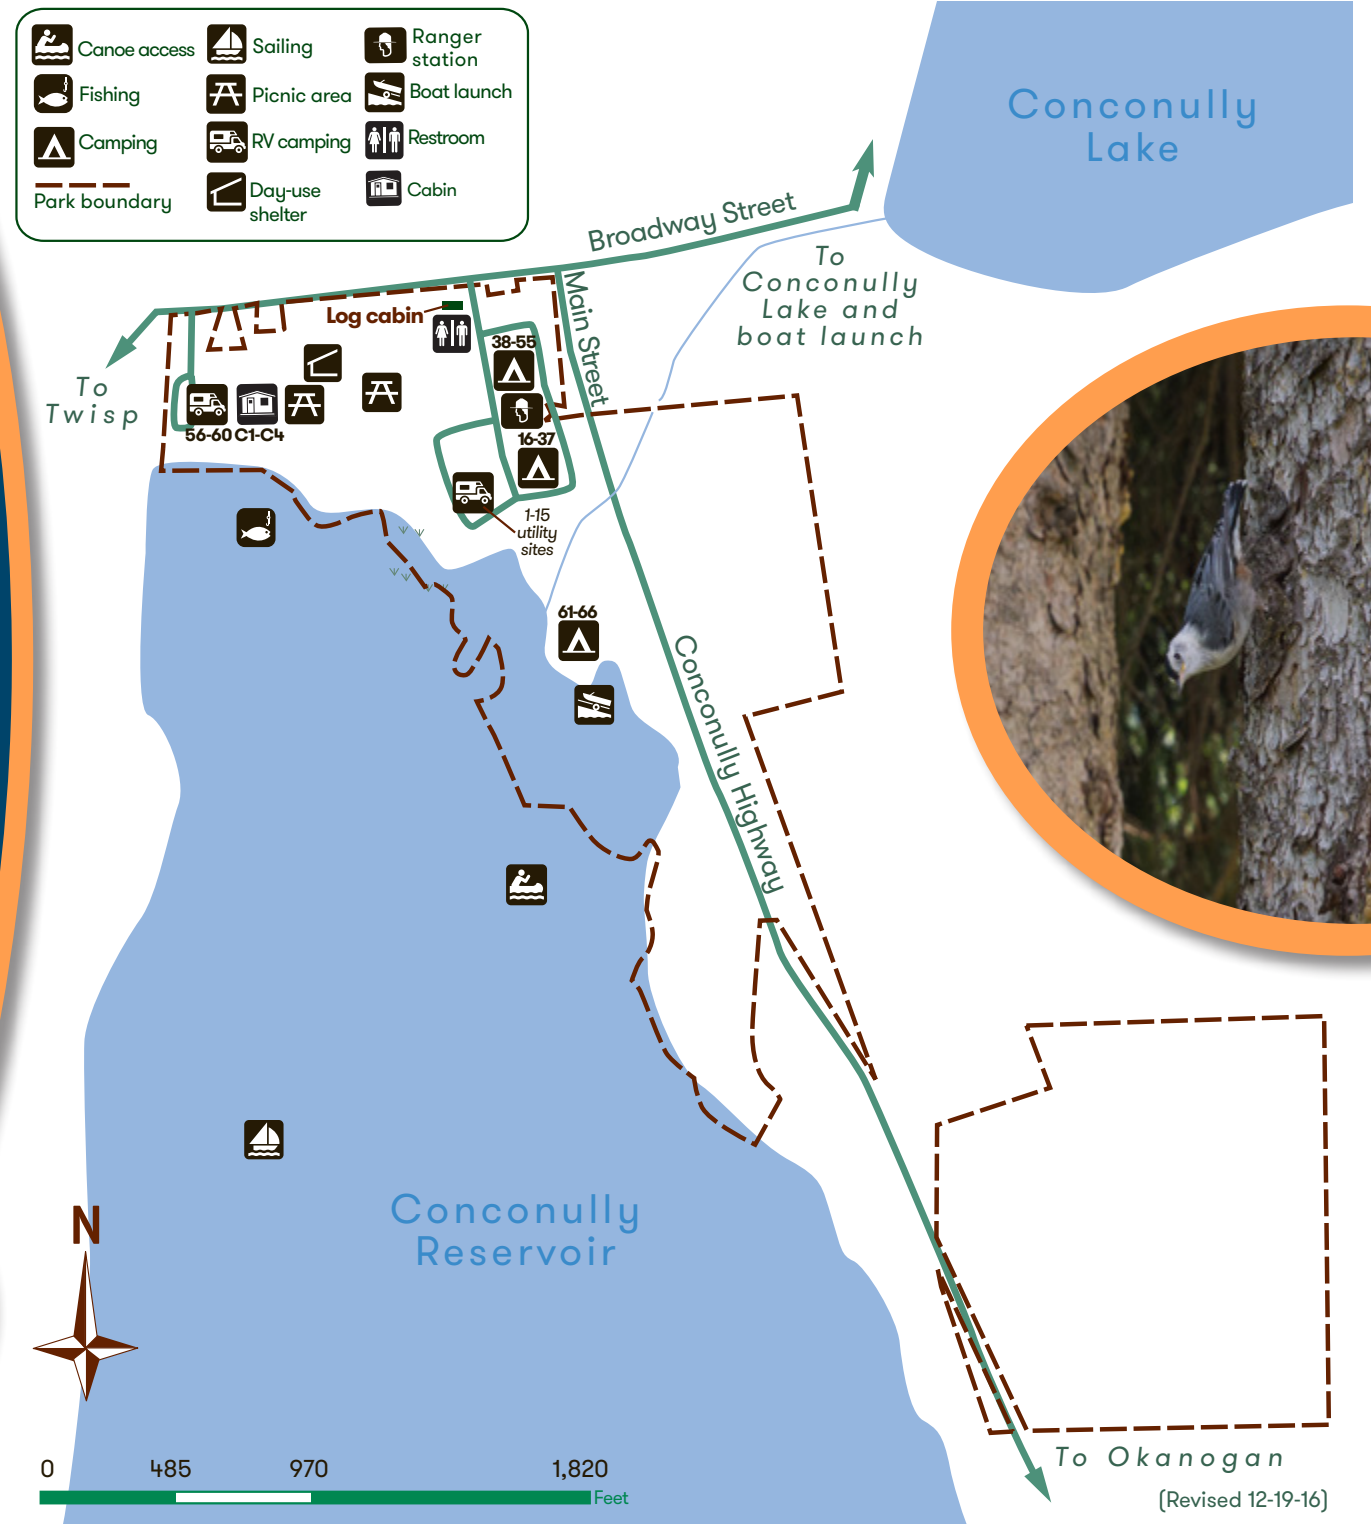 Canoe access
Sailing
Ranger
station
Fishing
Picnic area
Boat launch
Camping
RV camping
Restroom
Park boundary
Day-use
shelter
Cabin
Conconully
Lake
Broadway Street
To
Conconully
Lake and
boat launch
Main Street
Log cabin
38-55
To
Twisp
56-60
C1-C4
16-37
1-15
utility
sites
61-66
Conconully Highway
Conconully
Reservoir
N
0
485
970
1,820
Feet
To Okanogan
(Revised 12-19-16)